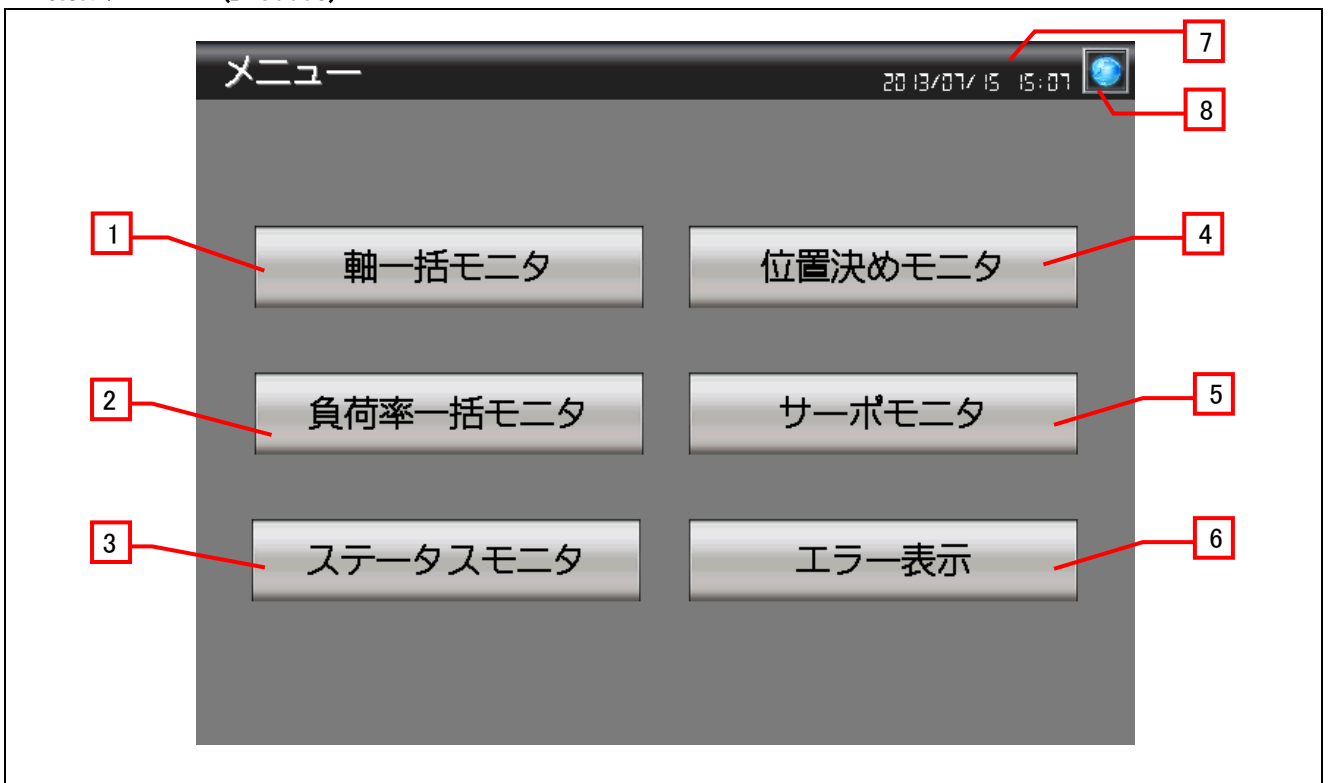 メニュー
2013/07/15 15:07
7
8
1
軸一括モニタ
位置決めモニタ
4
2
負荷率一括モニタ
サーポモニタ
5
3
ステータスモニタ
エラー表示
6